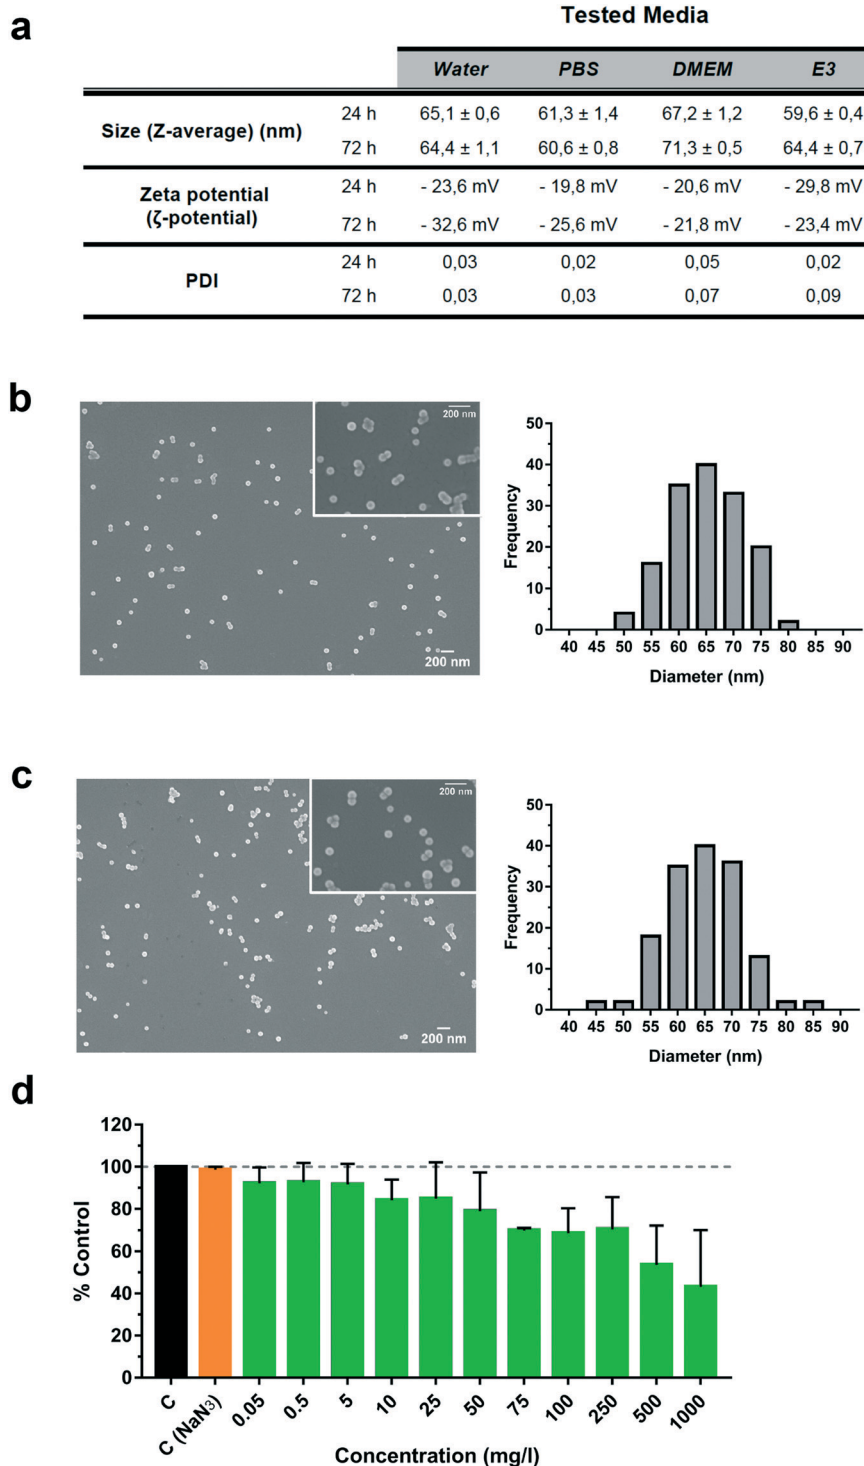 a
Tested Media
Water PBS DMEM E3
Size (Z-average) (nm)
24 h 65,1 ± 0,6 61,3 ± 1,4 67,2 ± 1,2 59,6 ± 0,4
72 h 64,4 ± 1,1 60,6 ± 0,8 71,3 ± 0,5 64,4 ± 0,7
Zeta potential
(ζ-potential)
24 h - 23,6 mV - 19,8 mV - 20,6 mV - 29,8 mV
72 h - 32,6 mV - 25,6 mV - 21,8 mV - 23,4 mV
PDI
24 h 0,03 0,02 0,05 0,02
72 h 0,03 0,03 0,07 0,09
b
200 nm
200 nm
Frequency
50
40
30
20
10
0
40 45 50 55 60 65 70 75 80 85 90
Diameter (nm)
c
200 nm
200 nm
Frequency
50
40
30
20
10
0
40 45 50 55 60 65 70 75 80 85 90
Diameter (nm)
d
% Control
120
100
80
60
40
20
0
C C (NaN3) 0.05 0.5 5 10 25 50 75 100 250 500 1000
Concentration (mg/l)